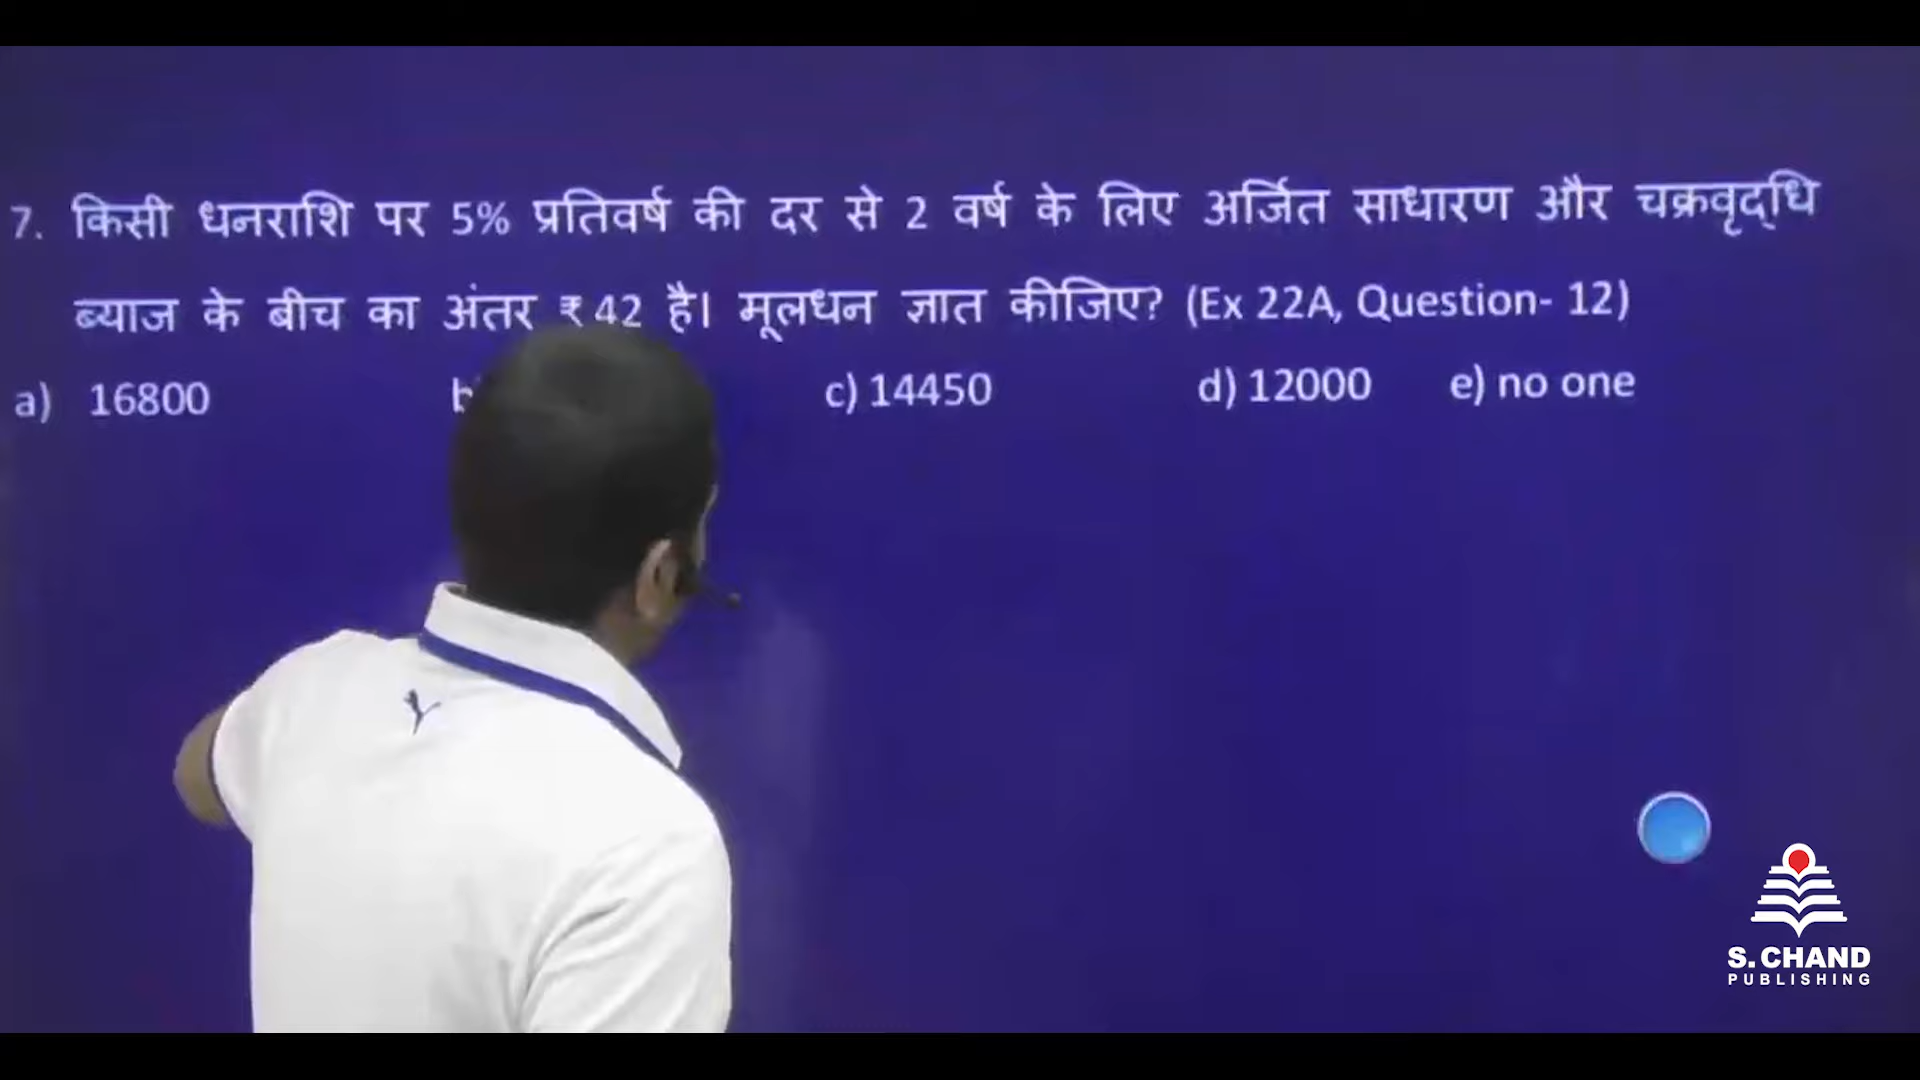 7. किसी धनराशि पर 5% प्रतिवर्ष की दर से 2 वर्ष के लिए अर्जित साधारण और चक्रवृद्धि
ब्याज के बीच का अंतर ₹ 42 है। मूलधन ज्ञात कीजिए? (Ex 22A, Question- 12)
a) 16800 b) c) 14450 d) 12000 e) no one
S. CHAND
PUBLISHING